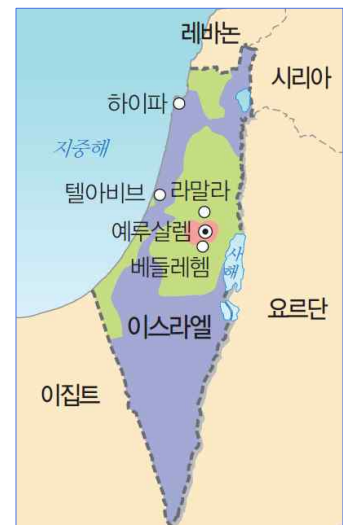 레바논
시리아
하이파
지중해
텔아비브
라말라
예루살렘
베들레헴
사해
요르단
이스라엘
이집트